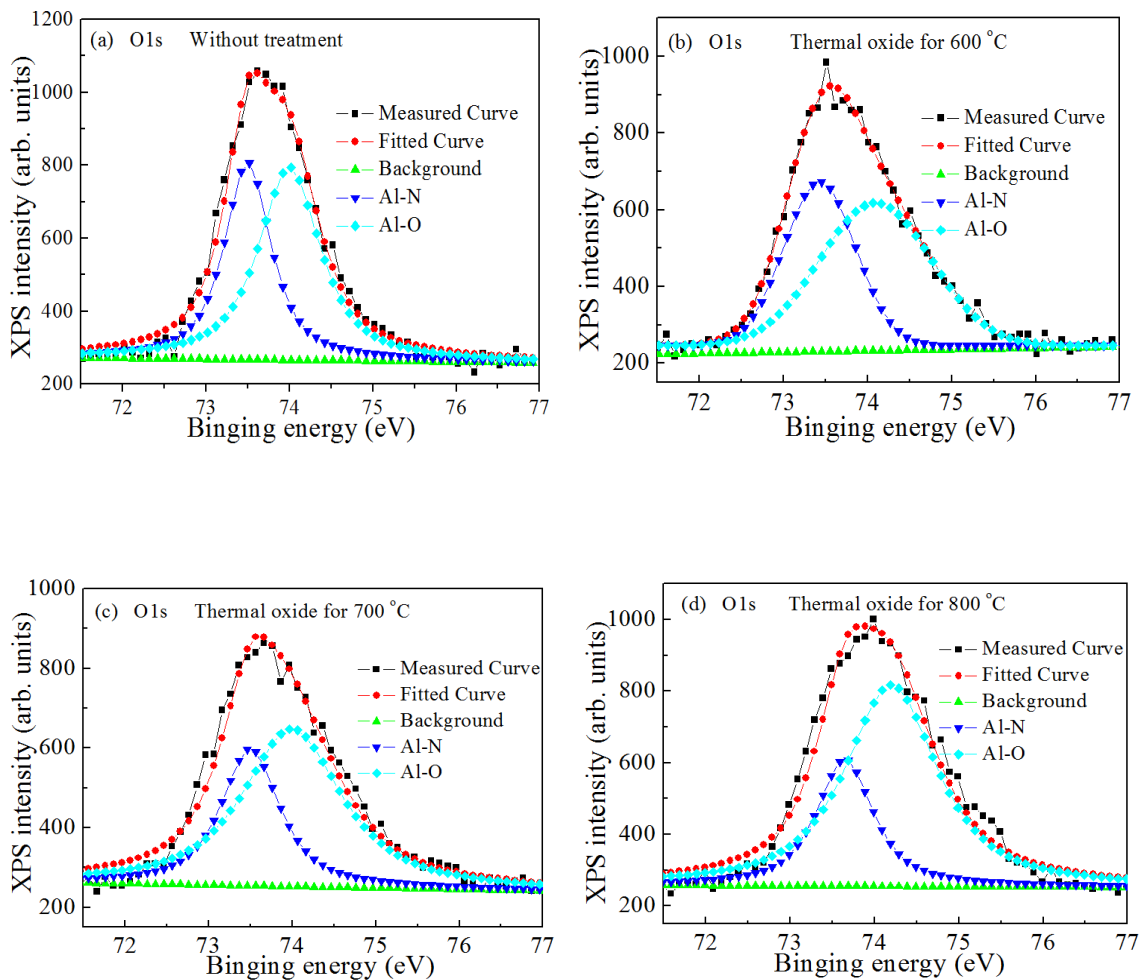 (a) O1s Without treatment
XPS intensity (arb. units)
1200
1000
800
600
400
200
Measured Curve
Fitted Curve
Background
Al-N
Al-O
72 73 74 75 76 77
Binging energy (eV)
(b) O1s Thermal oxide for 600 °C
XPS intensity (arb. units)
1000
800
600
400
200
Measured Curve
Fitted Curve
Background
Al-N
Al-O
72 73 74 75 76 77
Binging energy (eV)
(c) O1s Thermal oxide for 700 °C
XPS intensity (arb. units)
1000
800
600
400
200
Measured Curve
Fitted Curve
Background
Al-N
Al-O
72 73 74 75 76 77
Binging energy (eV)
(d) O1s Thermal oxide for 800 °C
XPS intensity (arb. units)
1000
800
600
400
200
Measured Curve
Fitted Curve
Background
Al-N
Al-O
72 73 74 75 76 77
Binging energy (eV)